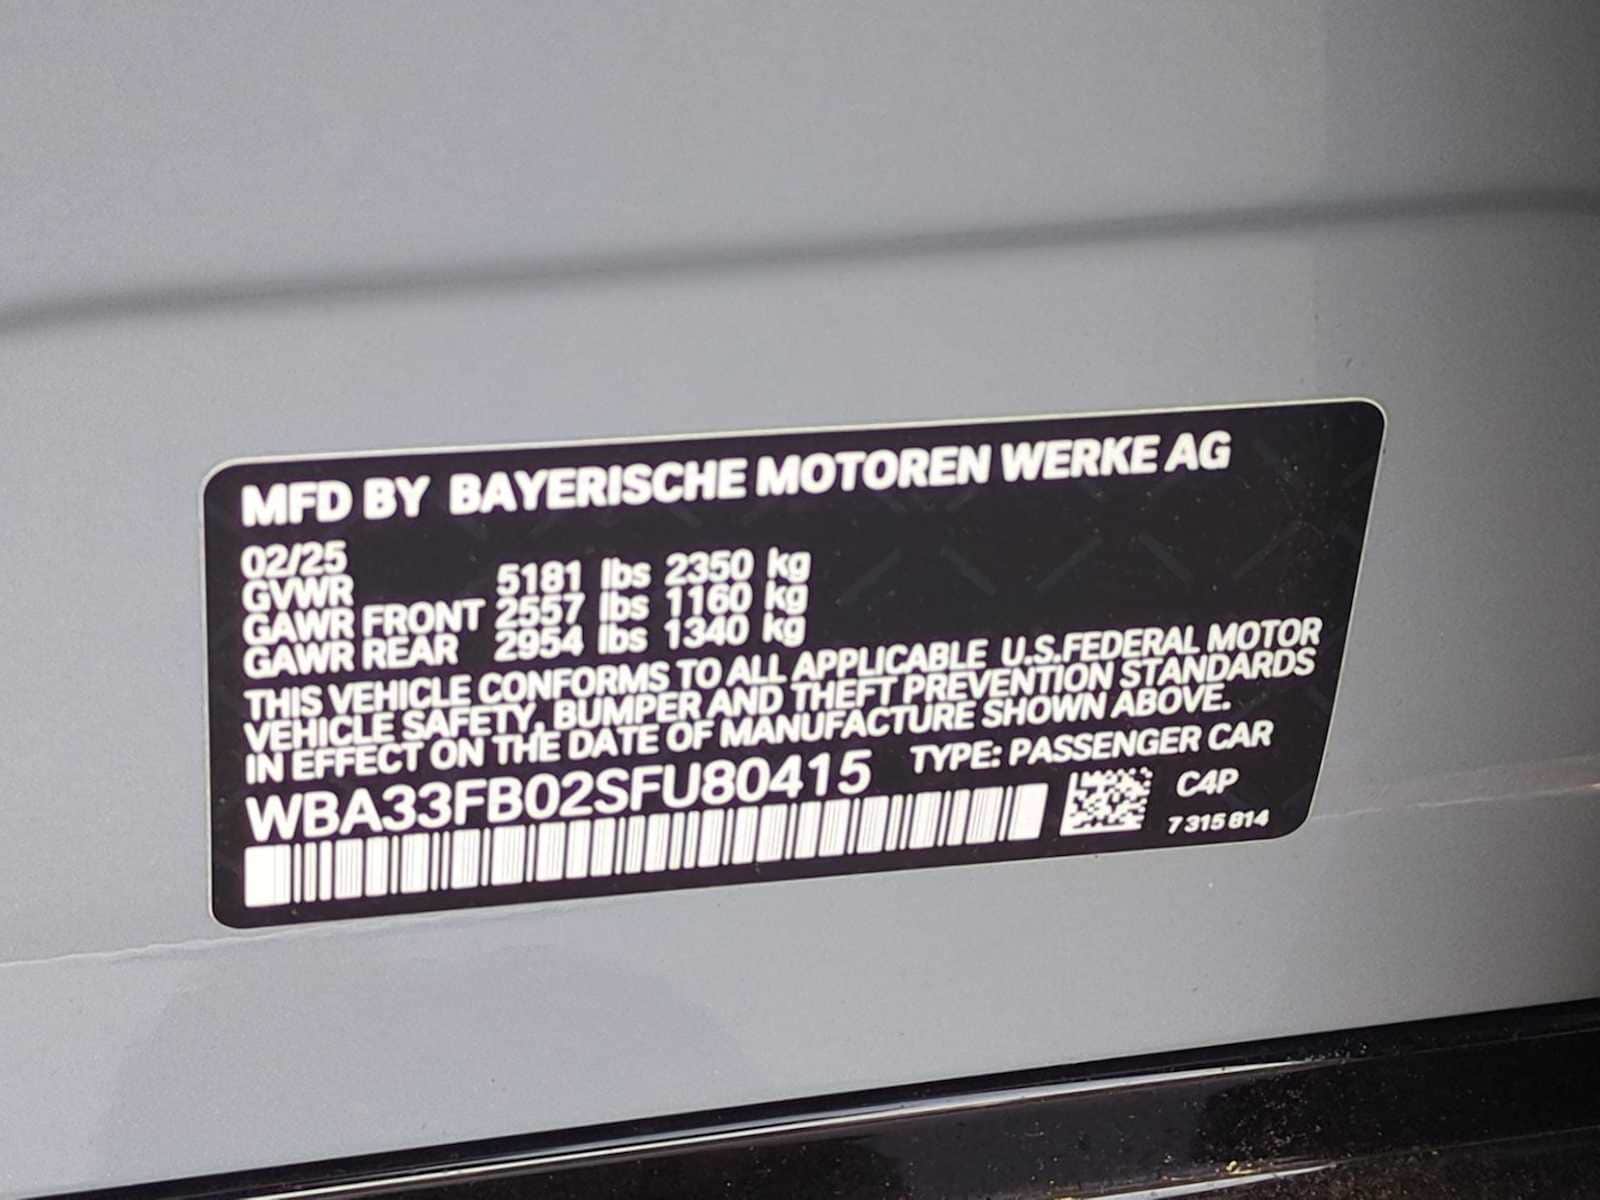 MFD BY BAYERISCHE MOTOREN WERKE AG
02/25
GVWR 5181 lbs 2350 kg
GAWR FRONT 2557 lbs 1160 kg
GAWR REAR 2954 lbs 1340 kg
THIS VEHICLE CONFORMS TO ALL APPLICABLE U.S.FEDERAL MOTOR
VEHICLE SAFETY, BUMPER AND THEFT PREVENTION STANDARDS
IN EFFECT ON THE DATE OF MANUFACTURE SHOWN ABOVE.
WBA33FB02SFU80415 TYPE: PASSENGER CAR
C4P
7 315 814